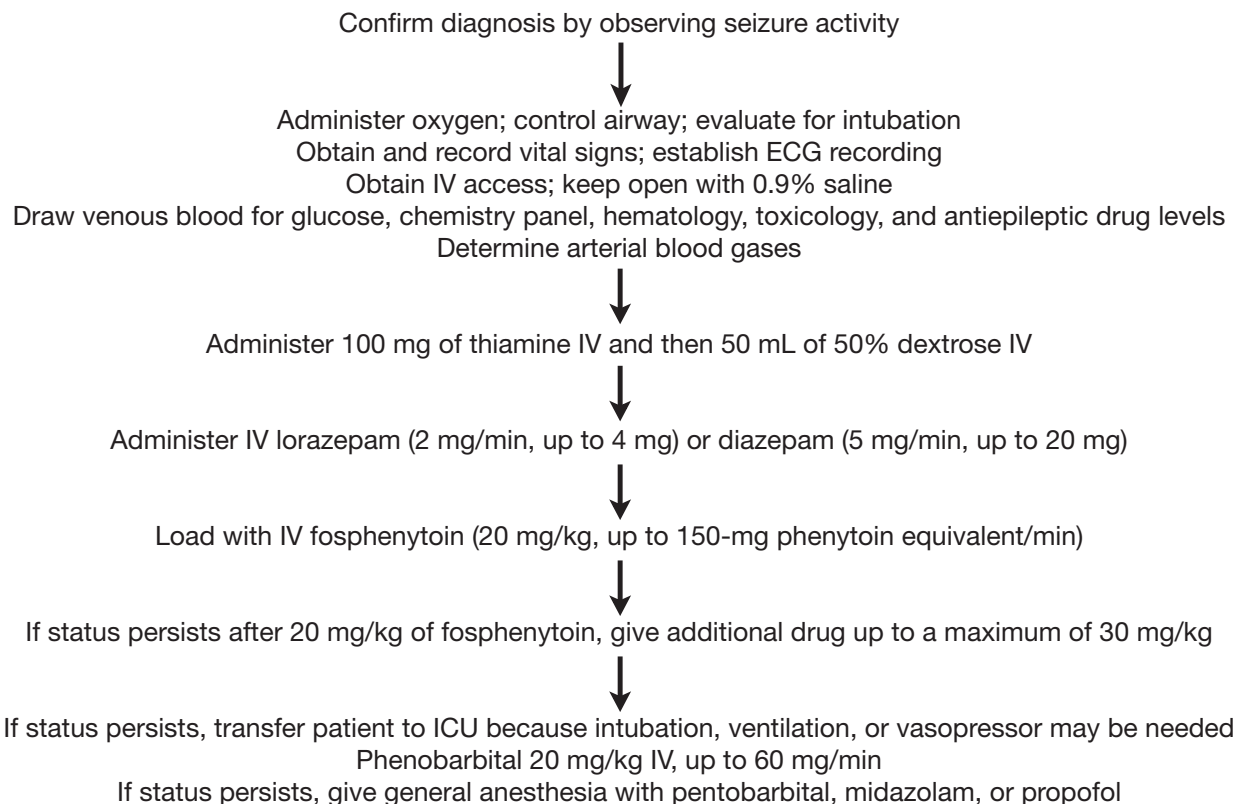 Confirm diagnosis by observing seizure activity
Administer oxygen; control airway; evaluate for intubation
Obtain and record vital signs; establish ECG recording
Obtain IV access; keep open with 0.9% saline
Draw venous blood for glucose, chemistry panel, hematology, toxicology, and antiepileptic drug levels
Determine arterial blood gases
Administer 100 mg of thiamine IV and then 50 mL of 50% dextrose IV
Administer IV lorazepam (2 mg/min, up to 4 mg) or diazepam (5 mg/min, up to 20 mg)
Load with IV fosphenytoin (20 mg/kg, up to 150-mg phenytoin equivalent/min)
If status persists after 20 mg/kg of fosphenytoin, give additional drug up to a maximum of 30 mg/kg
If status persists, transfer patient to ICU because intubation, ventilation, or vasopressor may be needed
Phenobarbital 20 mg/kg IV, up to 60 mg/min
If status persists, give general anesthesia with pentobarbital, midazolam, or propofol